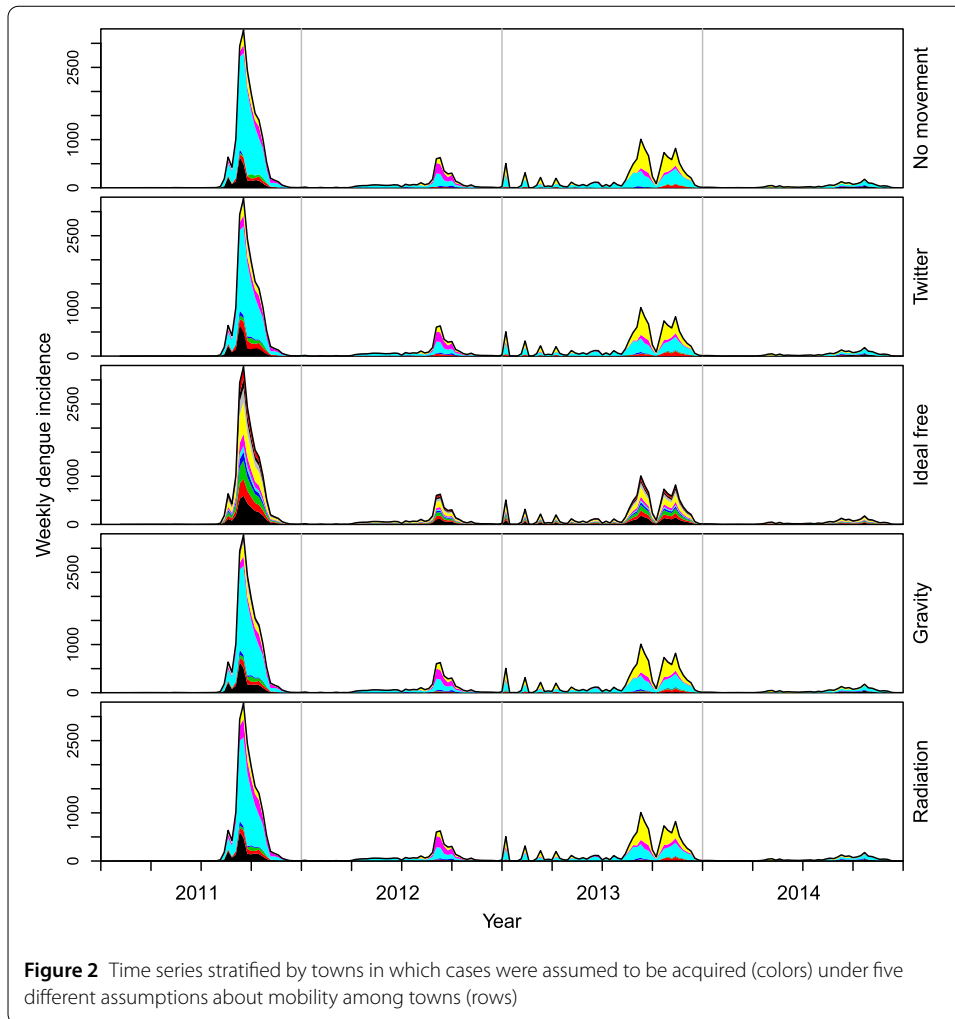 2500
1000
0
No movement
2500
1000
0
Twitter
2500
1000
0
Ideal free
2500
1000
0
Gravity
2500
1000
0
Radiation
Weekly dengue incidence
2011 2012 2013 2014
Year
Figure 2 Time series stratified by towns in which cases were assumed to be acquired (colors) under five
different assumptions about mobility among towns (rows)